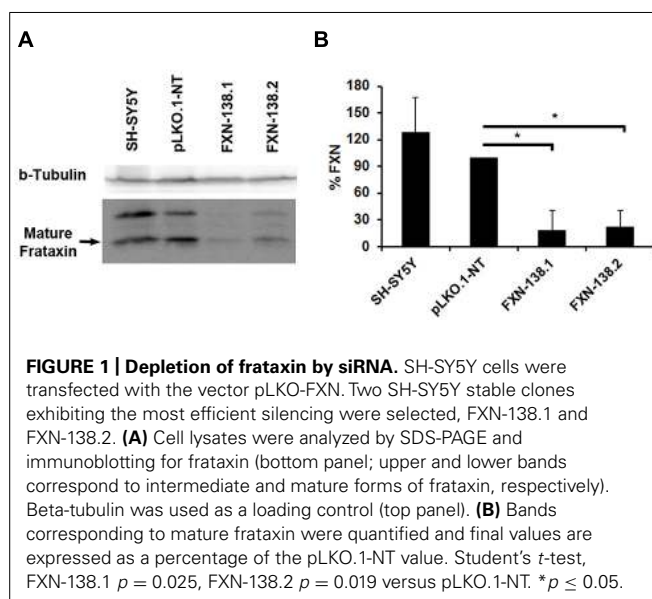 A
SH-SY5Y
pLKO.1-NT
FXN-138.1
FXN-138.2
b-Tubulin
Mature
Frataxin
B
% FXN
180
150
120
90
60
30
0
*
*
SH-SY5Y
pLKO.1-NT
FXN-138.1
FXN-138.2
FIGURE 1 | Depletion of frataxin by siRNA. SH-SY5Y cells were
transfected with the vector pLKO-FXN. Two SH-SY5Y stable clones
exhibiting the most efficient silencing were selected, FXN-138.1 and
FXN-138.2. (A) Cell lysates were analyzed by SDS-PAGE and
immunoblotting for frataxin (bottom panel; upper and lower bands
correspond to intermediate and mature forms of frataxin, respectively).
Beta-tubulin was used as a loading control (top panel). (B) Bands
corresponding to mature frataxin were quantified and final values are
expressed as a percentage of the pLKO.1-NT value. Student's t-test,
FXN-138.1 p = 0.025, FXN-138.2 p = 0.019 versus pLKO.1-NT. *p ≤ 0.05.